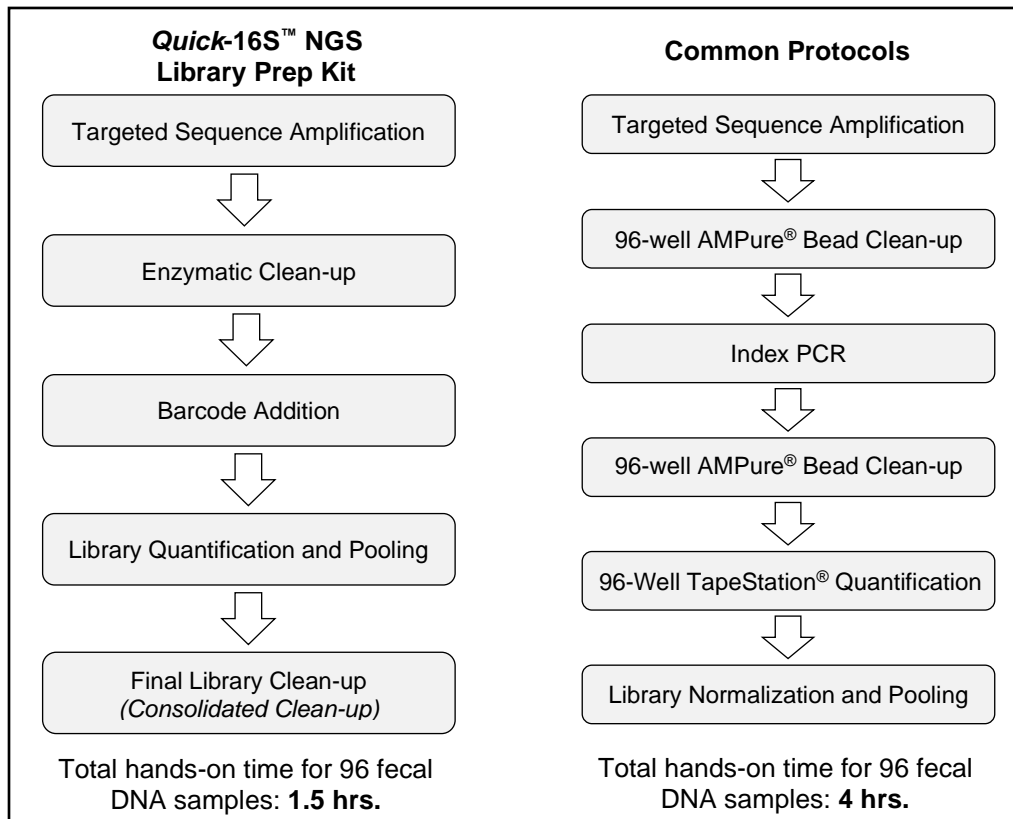 Quick-16S™ NGS
Library Prep Kit
Targeted Sequence Amplification
Enzymatic Clean-up
Barcode Addition
Library Quantification and Pooling
Final Library Clean-up
(Consolidated Clean-up)
Total hands-on time for 96 fecal
DNA samples: 1.5 hrs.
Common Protocols
Targeted Sequence Amplification
96-well AMPure® Bead Clean-up
Index PCR
96-well AMPure® Bead Clean-up
96-Well TapeStation® Quantification
Library Normalization and Pooling
Total hands-on time for 96 fecal
DNA samples: 4 hrs.